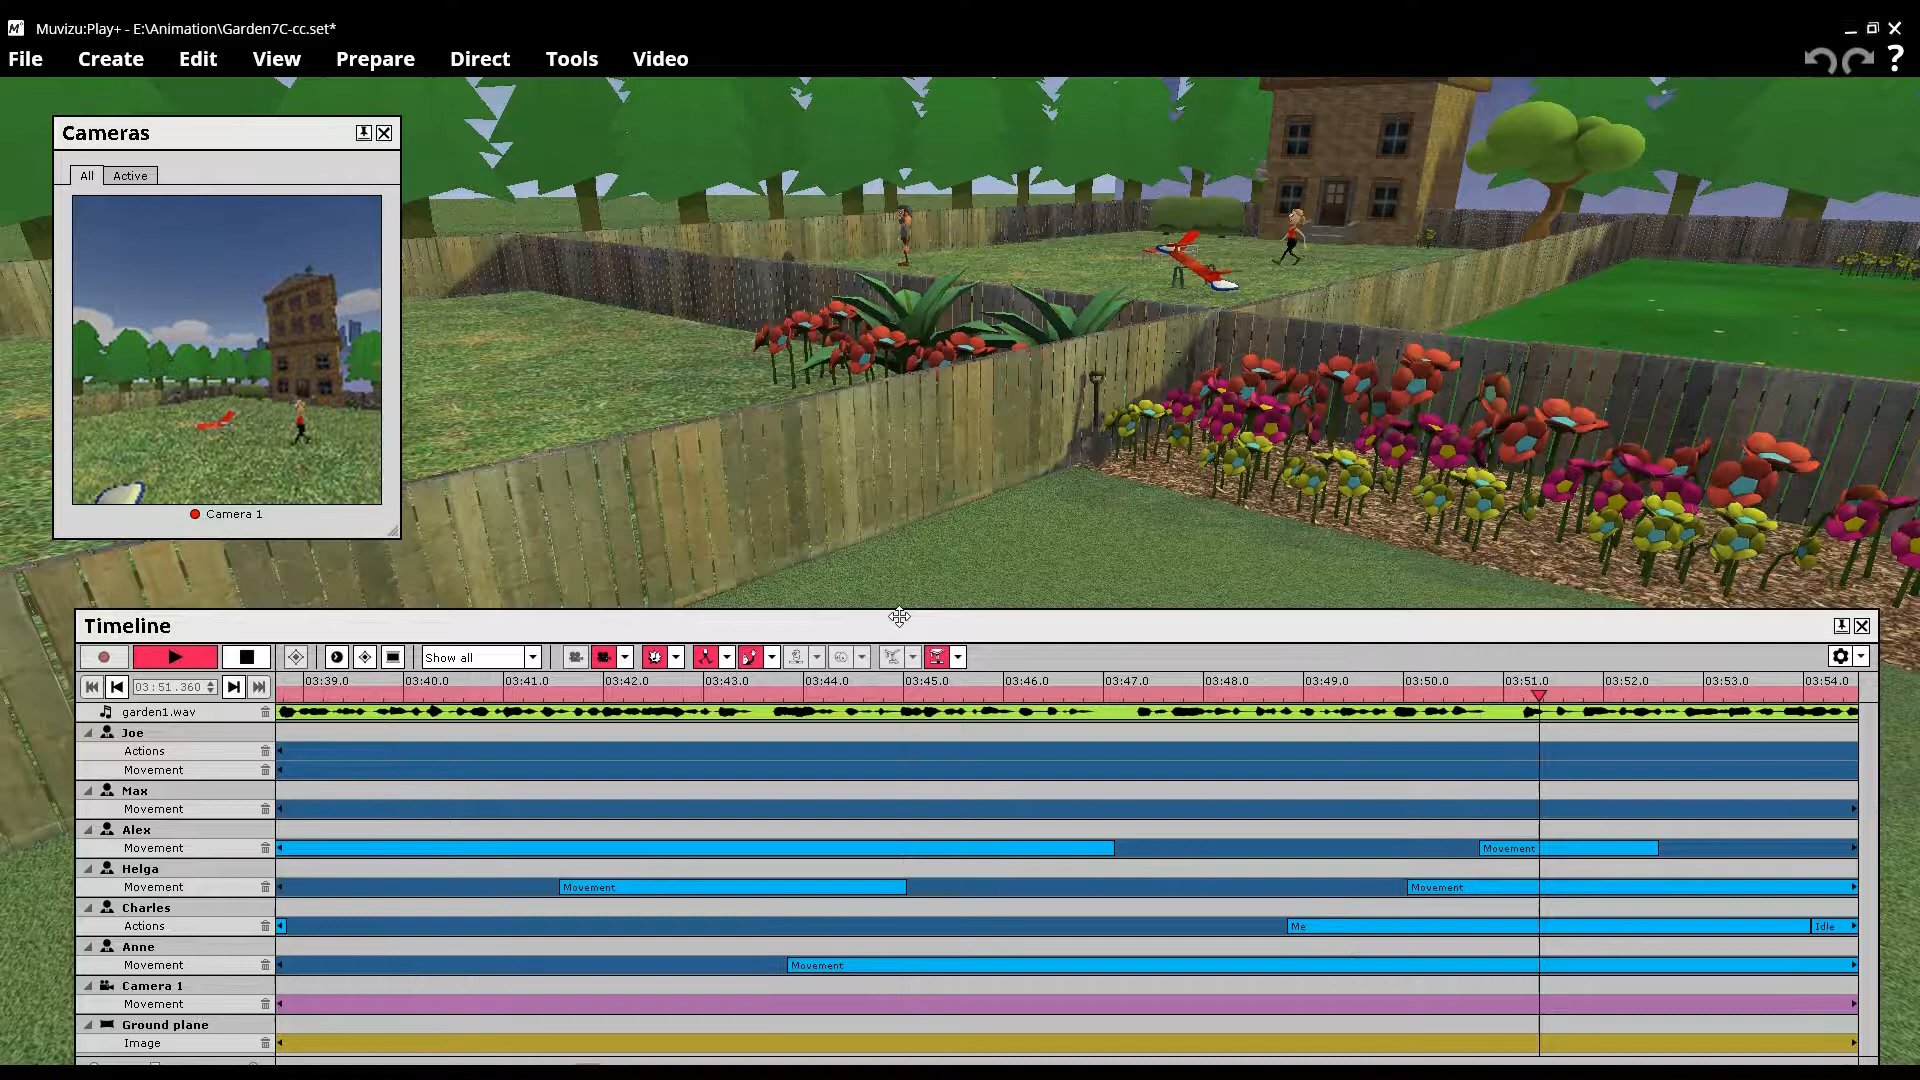 Muvizu:Play+ - E:\Animation\Garden7C-cc.set*
File Create Edit View Prepare Direct Tools Video ?
Cameras
All Active
Camera 1
Timeline
Show all
03:51.360 03:39.0 03:40.0 03:41.0 03:42.0 03:43.0 03:44.0 03:45.0 03:46.0 03:47.0 03:48.0 03:49.0 03:50.0 03:51.0 03:52.0 03:53.0 03:54.0
garden1.wav
Joe
Actions
Movement
Max
Movement
Alex
Movement Movement
Helga
Movement Movement Movement
Charles
Actions Me Idle
Anne
Movement Movement
Camera 1
Movement
Ground plane
Image